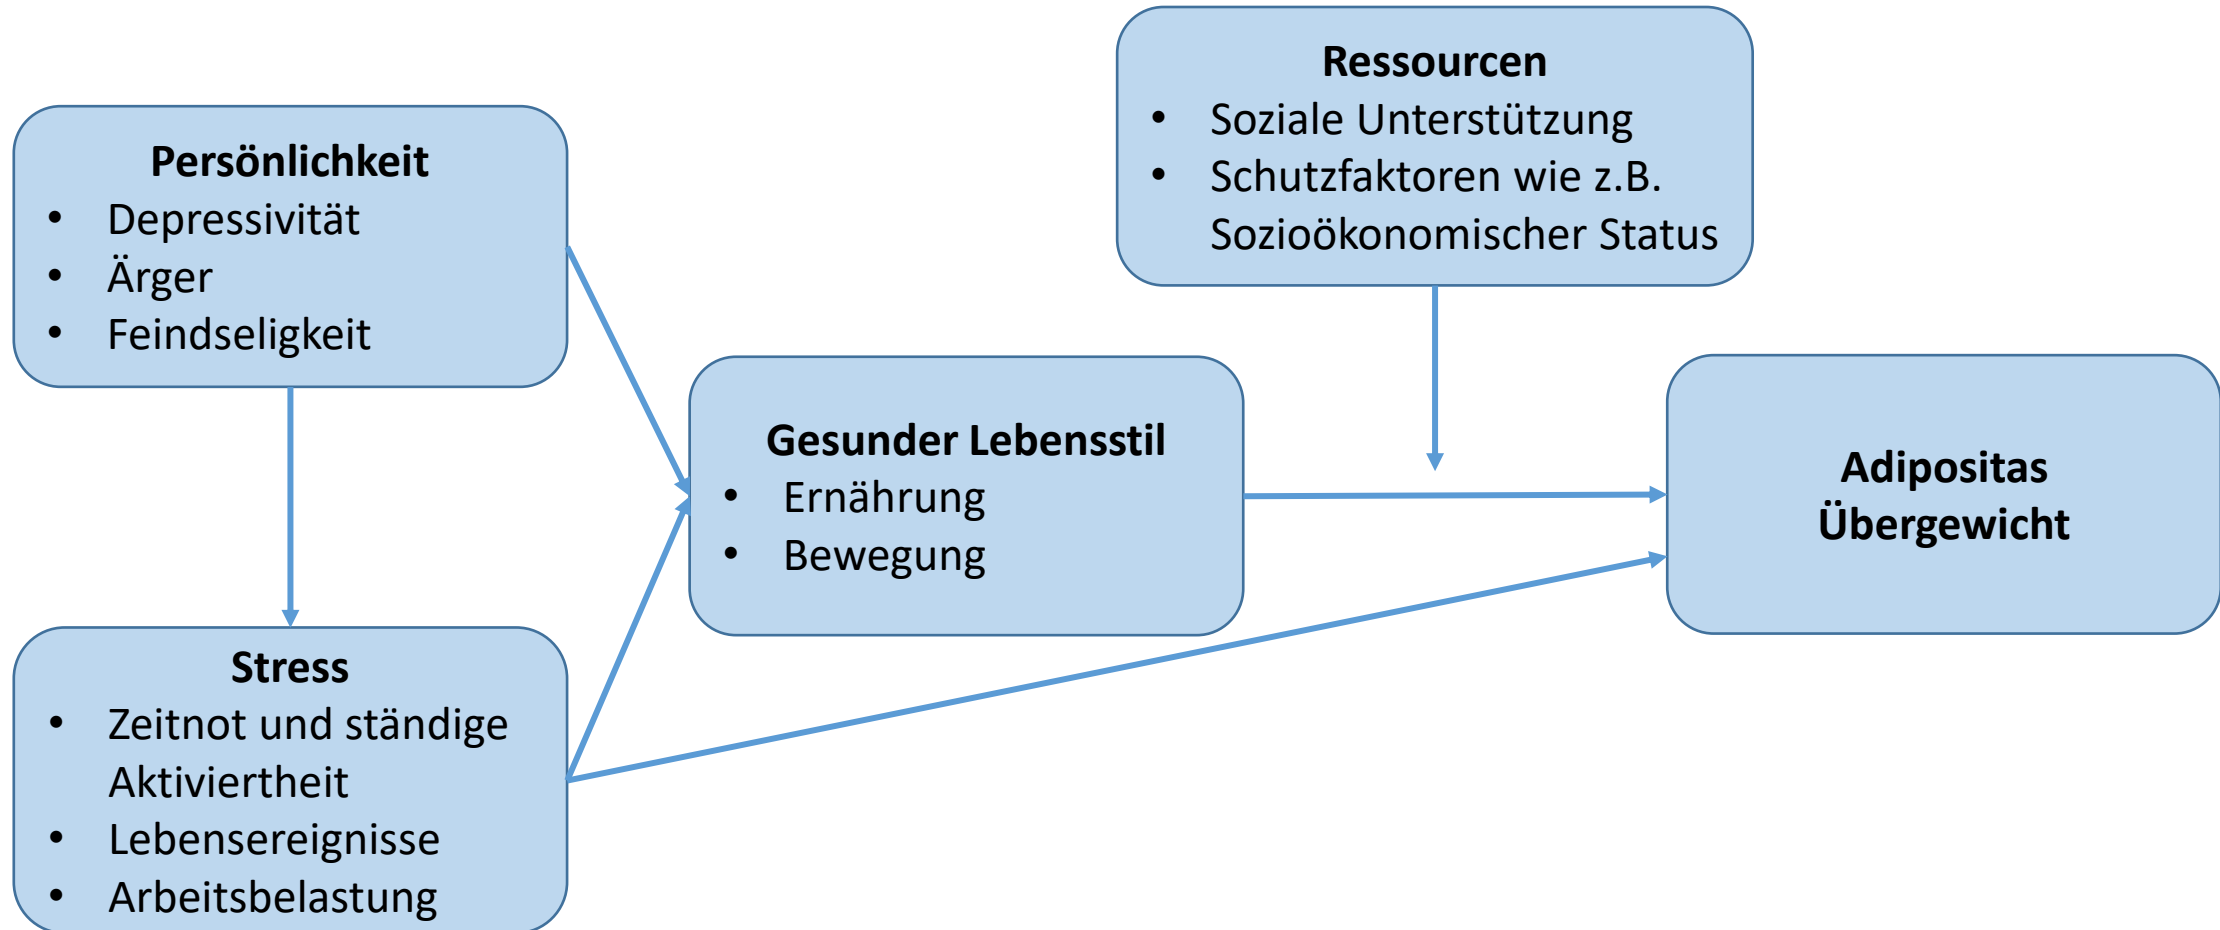 Persönlichkeit
• Depressivität
• Ärger
• Feindseligkeit
Stress
• Zeitnot und ständige
Aktiviertheit
• Lebensereignisse
• Arbeitsbelastung
Gesunder Lebensstil
• Ernährung
• Bewegung
Ressourcen
• Soziale Unterstützung
• Schutzfaktoren wie z.B.
Sozioökonomischer Status
Adipositas
Übergewicht